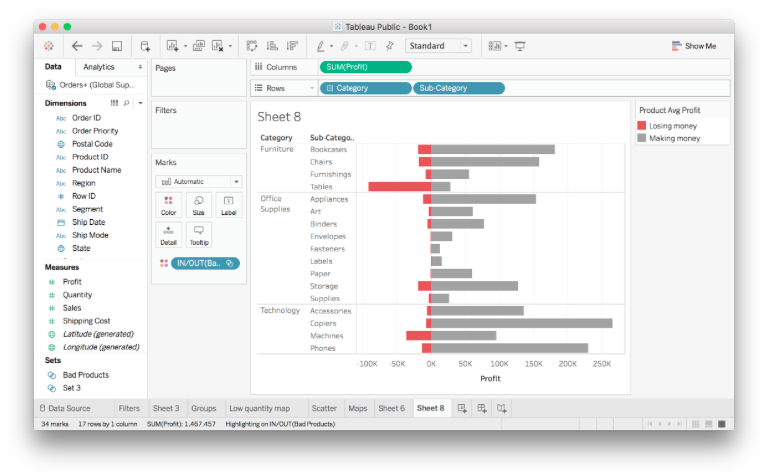 Tableau Public - Book1
Standard
Show Me
Data Analytics
Pages
Columns SUM(Profit)
Rows Category Sub-Category
Orders+ (Global Sup...
Dimensions
Abc Order ID
Abc Order Priority
Postal Code
Abc Product ID
Abc Product Name
Abc Region
# Row ID
Abc Segment
Ship Date
Abc Ship Mode
State
Measures
# Profit
# Quantity
# Sales
# Shipping Cost
Latitude (generated)
Longitude (generated)
Sets
Bad Products
Set 3
Filters
Marks
Automatic
Color Size Label
Detail Tooltip
IN/OUT(Ba..
Sheet 8
Category Sub-Catego..
Furniture Bookcases
Chairs
Furnishings
Tables
Office Supplies Appliances
Art
Binders
Envelopes
Fasteners
Labels
Paper
Storage
Supplies
Technology Accessories
Copiers
Machines
Phones
-100K -50K 0K 50K 100K 150K 200K 250K
Profit
Product Avg Profit
Losing money
Making money
Data Source Filters Sheet 3 Groups Low quantity map Scatter Maps Sheet 6 Sheet 8
34 marks 17 rows by 1 column SUM(Profit): 1.467.457 Highlighting on IN/OUT(Bad Products)